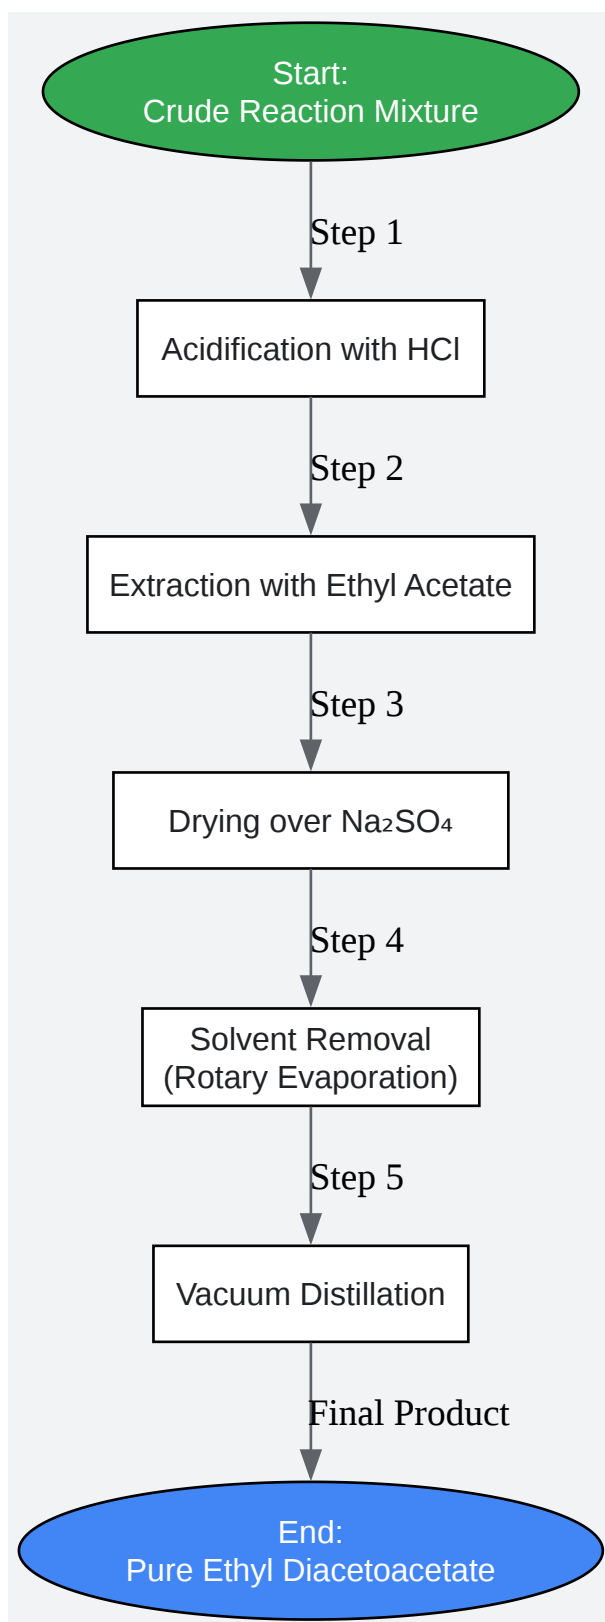 Start:
Crude Reaction Mixture
Step 1
Acidification with HCl
Step 2
Extraction with Ethyl Acetate
Step 3
Drying over Na₂SO₄
Step 4
Solvent Removal
(Rotary Evaporation)
Step 5
Vacuum Distillation
Final Product
End:
Pure Ethyl Diacetoacetate